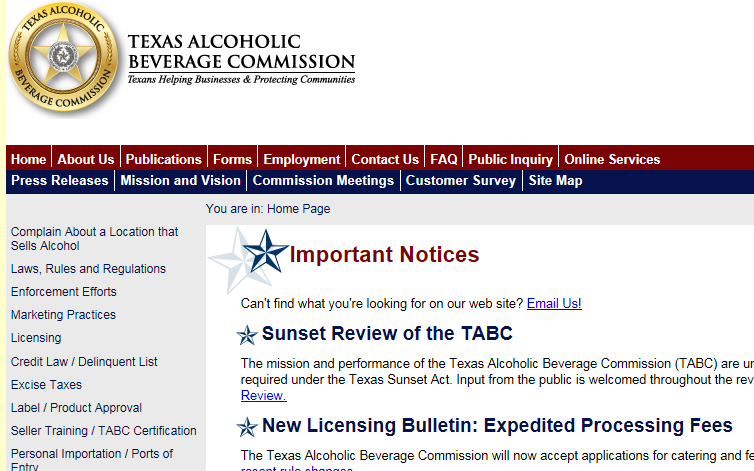 TEXAS ALCOHOLIC
BEVERAGE COMMISSION
TEXAS ALCOHOLIC
BEVERAGE COMMISSION
Texans Helping Businesses & Protecting Communities
Home About Us Publications Forms Employment Contact Us FAQ Public Inquiry Online Services
Press Releases Mission and Vision Commission Meetings Customer Survey Site Map
You are in: Home Page
Complain About a Location that
Sells Alcohol
Laws, Rules and Regulations
Enforcement Efforts
Marketing Practices
Licensing
Credit Law / Delinquent List
Excise Taxes
Label / Product Approval
Seller Training / TABC Certification
Personal Importation / Ports of
Entry
Important Notices
Can't find what you're looking for on our web site? Email Us!
Sunset Review of the TABC
The mission and performance of the Texas Alcoholic Beverage Commission (TABC) are
required under the Texas Sunset Act. Input from the public is welcomed throughout the
Review.
New Licensing Bulletin: Expedited Processing Fees
The Texas Alcoholic Beverage Commission will now accept applications for catering and
recent rule changes